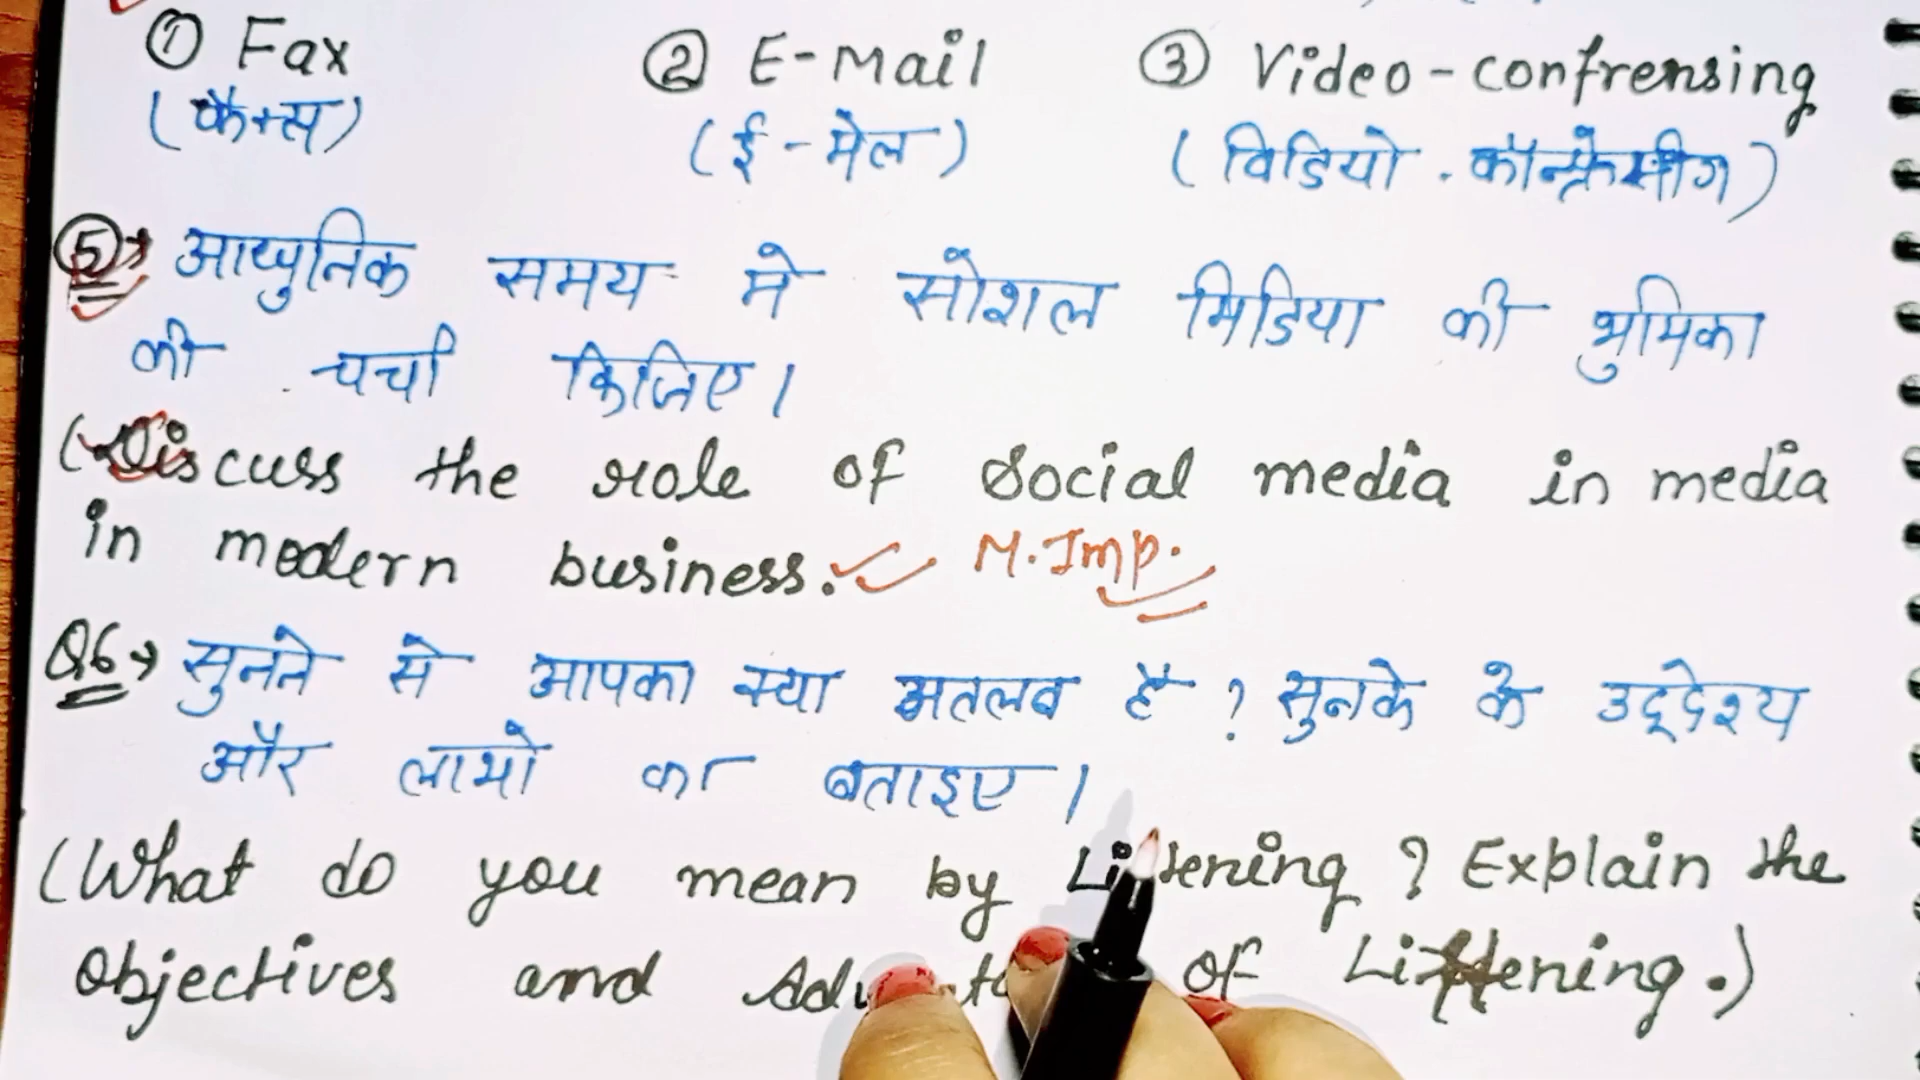 ① Fax ② E-Mail ③ Video-confrensing
(फैक्स) (ई-मेल) (विडियो. कॉन्फ्रेसींग)
⑤→ आधुनिक समय मे सोशल मिडिया की भुमिका
की चर्चा किजिए।
(Discuss the role of social media in media
in modern business. M.Imp.
Q6→ सुनने से आपका क्या मतलब है? सुनके के उद्देश्य
और लाभो का बताइए।
(What do you mean by Listening? Explain the
Objectives and of Listening.)